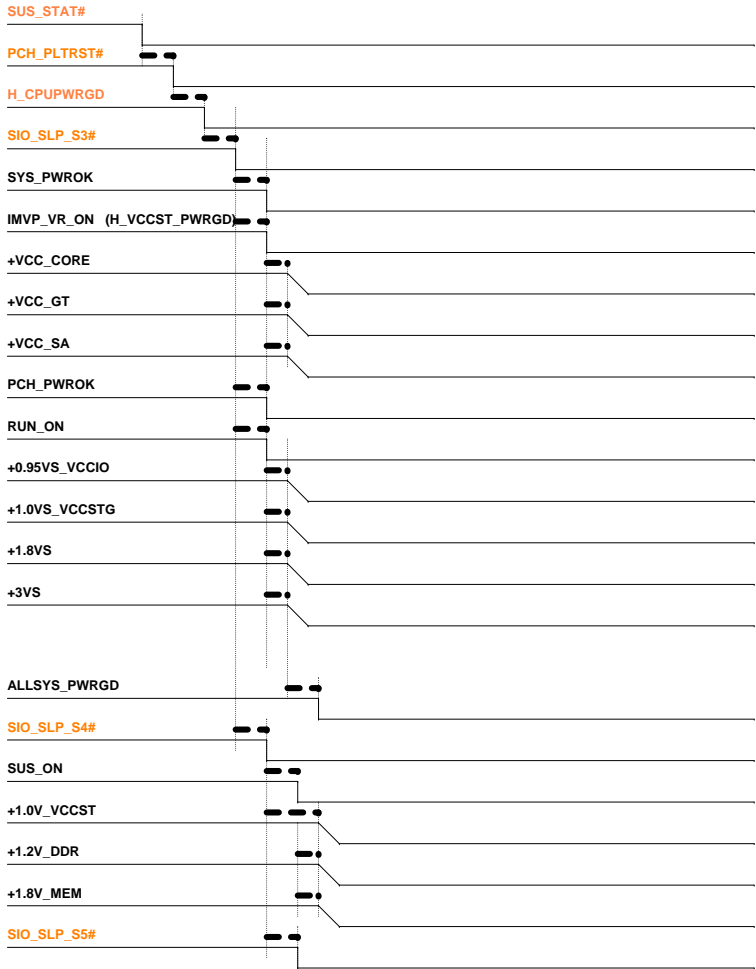 SUS_STAT#
PCH_PLTRST#
H_CPUPWRGD
SIO_SLP_S3#
SYS_PWROK
IMVP_VR_ON (H_VCCST_PWRGD)
+VCC_CORE
+VCC_GT
+VCC_SA
PCH_PWROK
RUN_ON
+0.95VS_VCCIO
+1.0VS_VCCSTG
+1.8VS
+3VS
ALLSYS_PWRGD
SIO_SLP_S4#
SUS_ON
+1.0V_VCCST
+1.2V_DDR
+1.8V_MEM
SIO_SLP_S5#